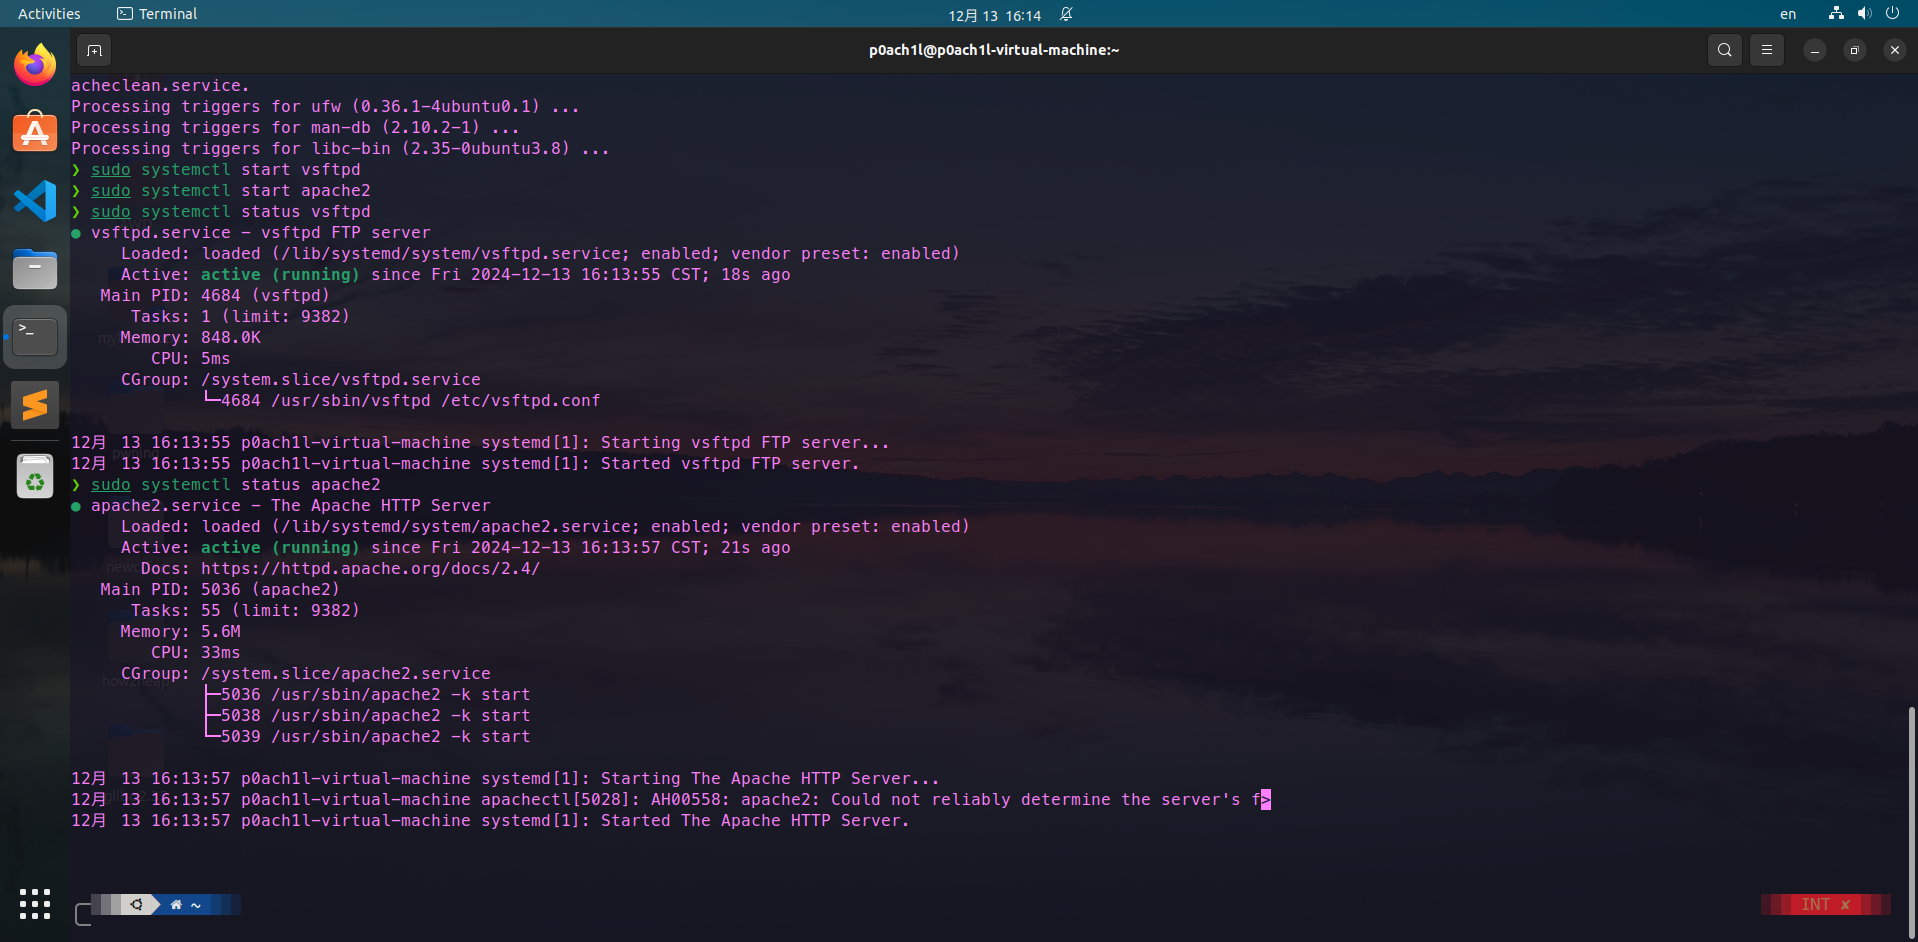 Activities
Terminal
12月 13 16:14
en
p0ach1l@p0ach1l-virtual-machine:~
acheclean.service.
Processing triggers for ufw (0.36.1-4ubuntu0.1) ...
Processing triggers for man-db (2.10.2-1) ...
Processing triggers for libc-bin (2.35-0ubuntu3.8) ...
❯ sudo systemctl start vsftpd
❯ sudo systemctl start apache2
❯ sudo systemctl status vsftpd
● vsftpd.service - vsftpd FTP server
Loaded: loaded (/lib/systemd/system/vsftpd.service; enabled; vendor preset: enabled)
Active: active (running) since Fri 2024-12-13 16:13:55 CST; 18s ago
Main PID: 4684 (vsftpd)
Tasks: 1 (limit: 9382)
Memory: 848.0K
CPU: 5ms
CGroup: /system.slice/vsftpd.service
└─4684 /usr/sbin/vsftpd /etc/vsftpd.conf
12月 13 16:13:55 p0ach1l-virtual-machine systemd[1]: Starting vsftpd FTP server...
12月 13 16:13:55 p0ach1l-virtual-machine systemd[1]: Started vsftpd FTP server.
❯ sudo systemctl status apache2
● apache2.service - The Apache HTTP Server
Loaded: loaded (/lib/systemd/system/apache2.service; enabled; vendor preset: enabled)
Active: active (running) since Fri 2024-12-13 16:13:57 CST; 21s ago
Docs: https://httpd.apache.org/docs/2.4/
Main PID: 5036 (apache2)
Tasks: 55 (limit: 9382)
Memory: 5.6M
CPU: 33ms
CGroup: /system.slice/apache2.service
├─5036 /usr/sbin/apache2 -k start
├─5038 /usr/sbin/apache2 -k start
└─5039 /usr/sbin/apache2 -k start
12月 13 16:13:57 p0ach1l-virtual-machine systemd[1]: Starting The Apache HTTP Server...
12月 13 16:13:57 p0ach1l-virtual-machine apachectl[5028]: AH00558: apache2: Could not reliably determine the server's f>
12月 13 16:13:57 p0ach1l-virtual-machine systemd[1]: Started The Apache HTTP Server.
~
INT ✘